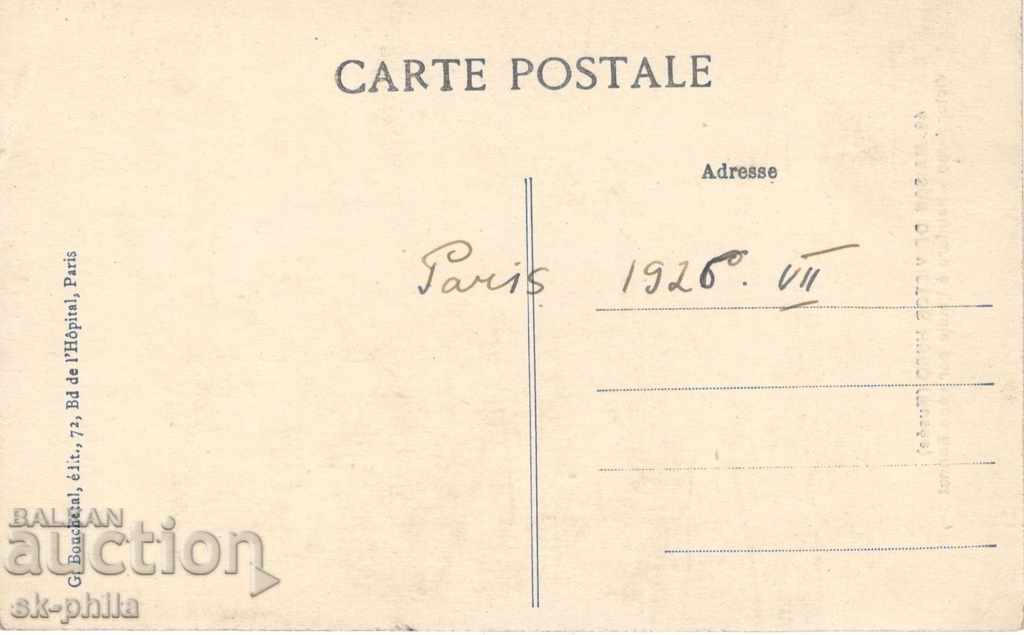 CARTE POSTALE
Adresse
Paris 1926. VII
G. Bouchetal, édit., 72, Bd de l'Hôpital, Paris
BALKAN
auction
sk-phila